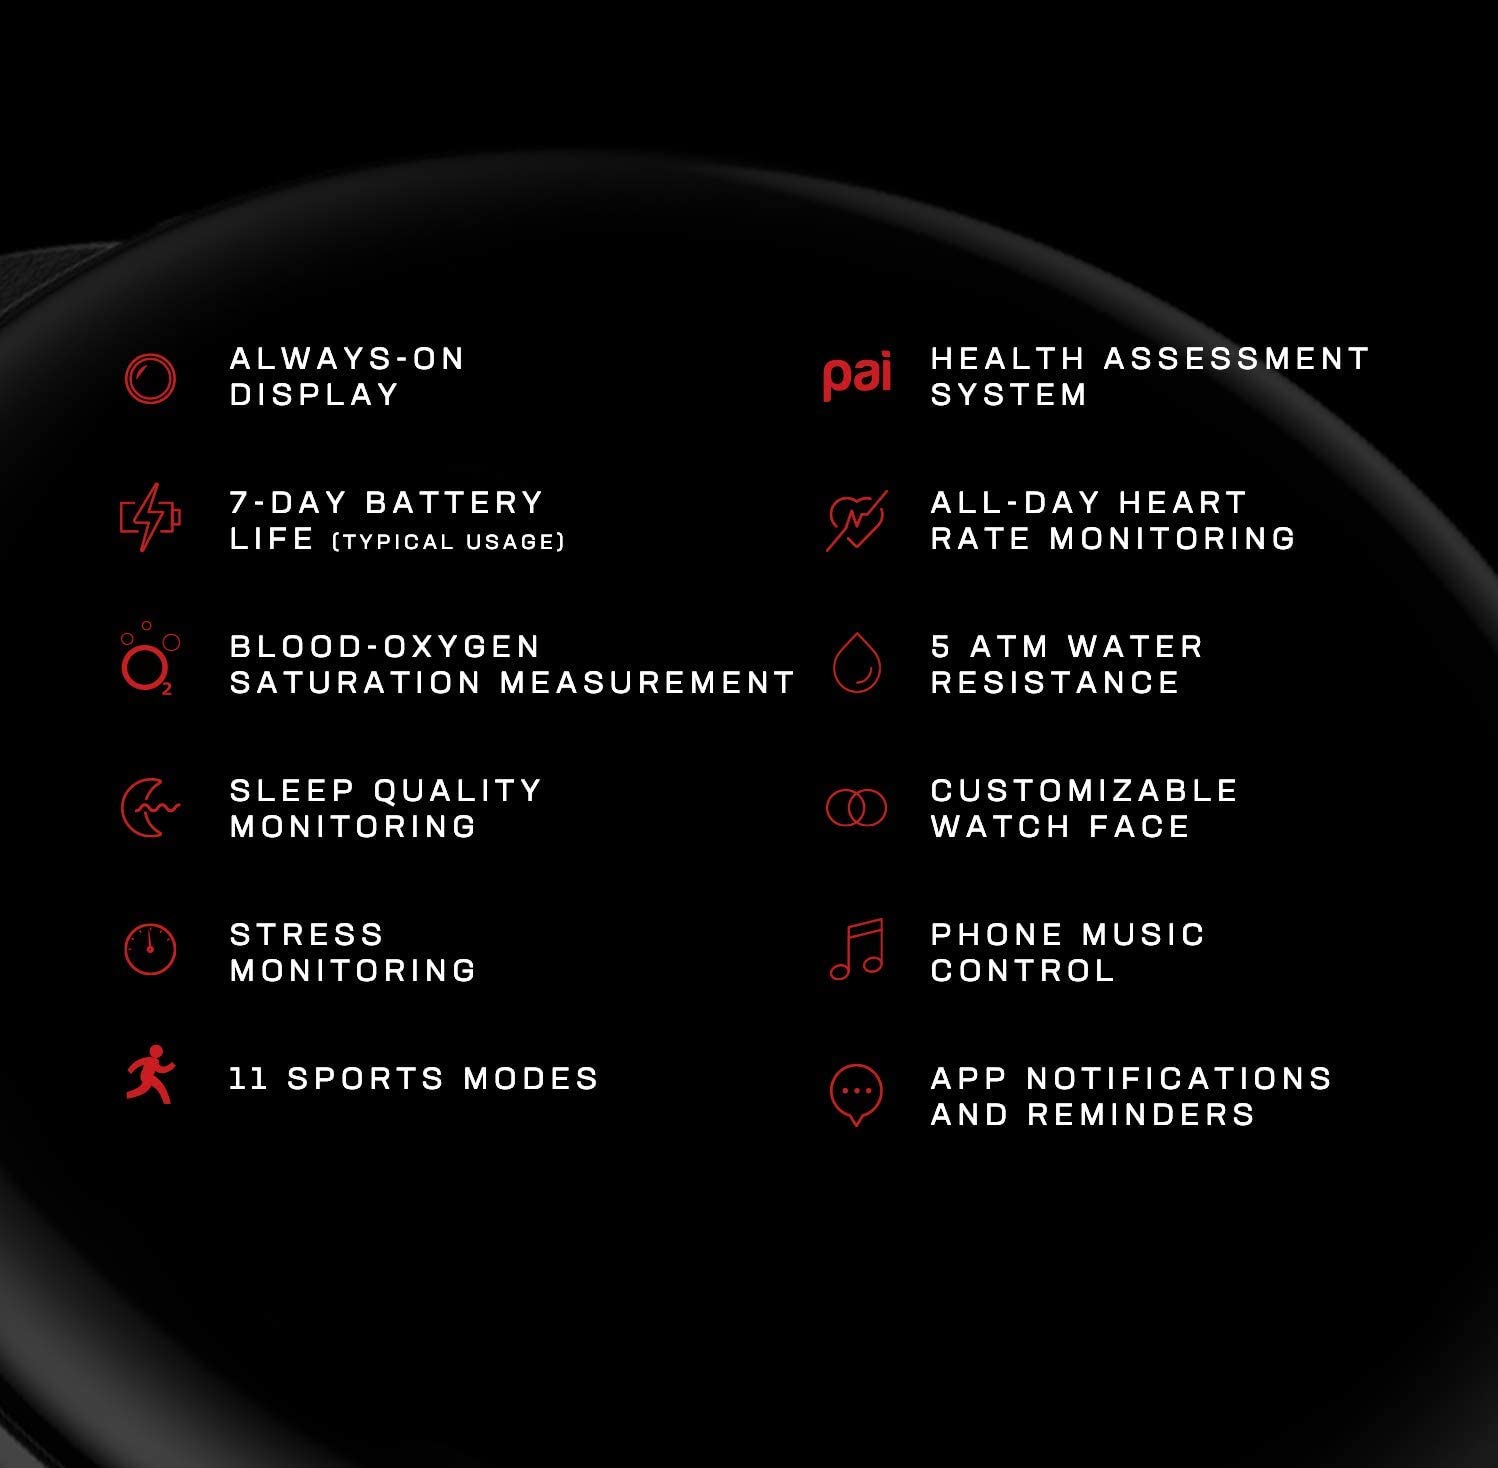 ALWAYS-ON
DISPLAY
7-DAY BATTERY
LIFE (TYPICAL USAGE)
O2
BLOOD-OXYGEN
SATURATION MEASUREMENT
SLEEP QUALITY
MONITORING
STRESS
MONITORING
11 SPORTS MODES
pai
HEALTH ASSESSMENT
SYSTEM
ALL-DAY HEART
RATE MONITORING
5 ATM WATER
RESISTANCE
CUSTOMIZABLE
WATCH FACE
PHONE MUSIC
CONTROL
APP NOTIFICATIONS
AND REMINDERS